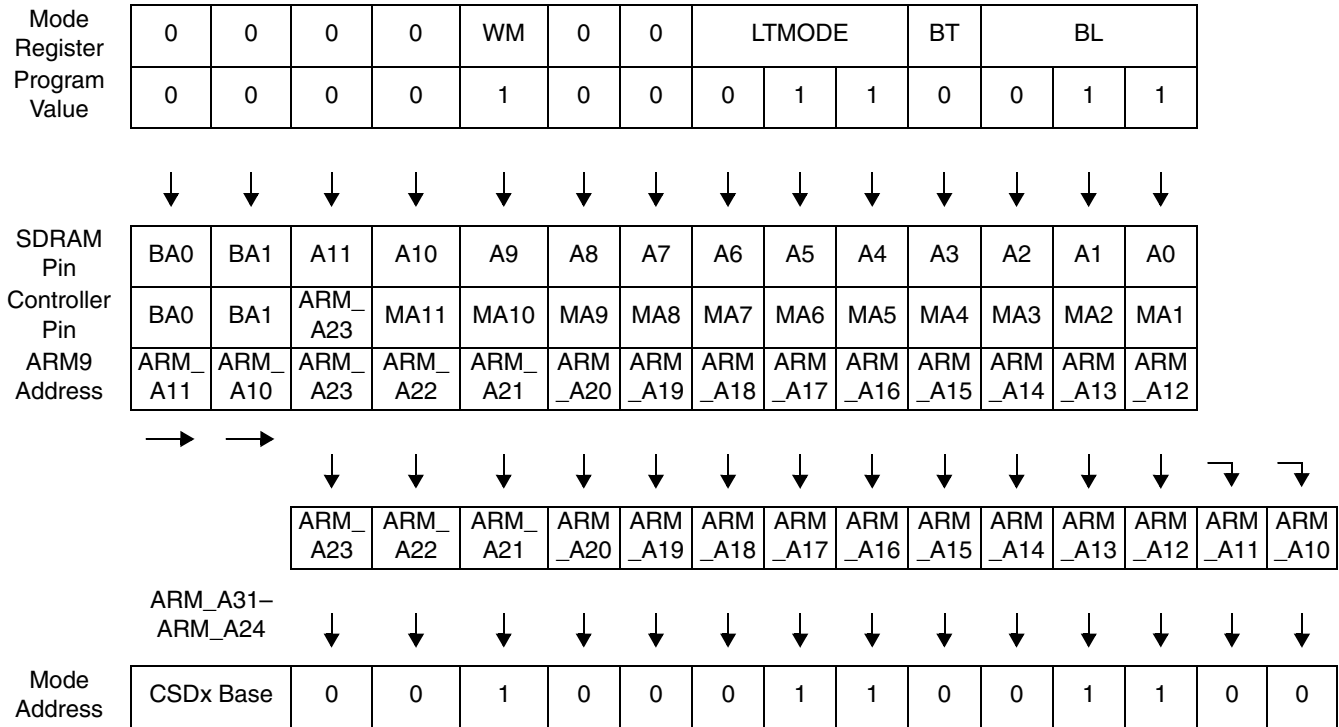 Mode Register 0 0 0 0 WM 0 0 LTMODE BT BL
Program Value 0 0 0 0 1 0 0 0 1 1 0 0 1 1
SDRAM Pin BA0 BA1 A11 A10 A9 A8 A7 A6 A5 A4 A3 A2 A1 A0
Controller Pin BA0 BA1 ARM_A23 MA11 MA10 MA9 MA8 MA7 MA6 MA5 MA4 MA3 MA2 MA1
ARM9 Address ARM_A11 ARM_A10 ARM_A23 ARM_A22 ARM_A21 ARM_A20 ARM_A19 ARM_A18 ARM_A17 ARM_A16 ARM_A15 ARM_A14 ARM_A13 ARM_A12
ARM_A23 ARM_A22 ARM_A21 ARM_A20 ARM_A19 ARM_A18 ARM_A17 ARM_A16 ARM_A15 ARM_A14 ARM_A13 ARM_A12 ARM_A11 ARM_A10
ARM_A31–
ARM_A24
Mode Address CSDx Base 0 0 1 0 0 0 1 1 0 0 1 1 0 0